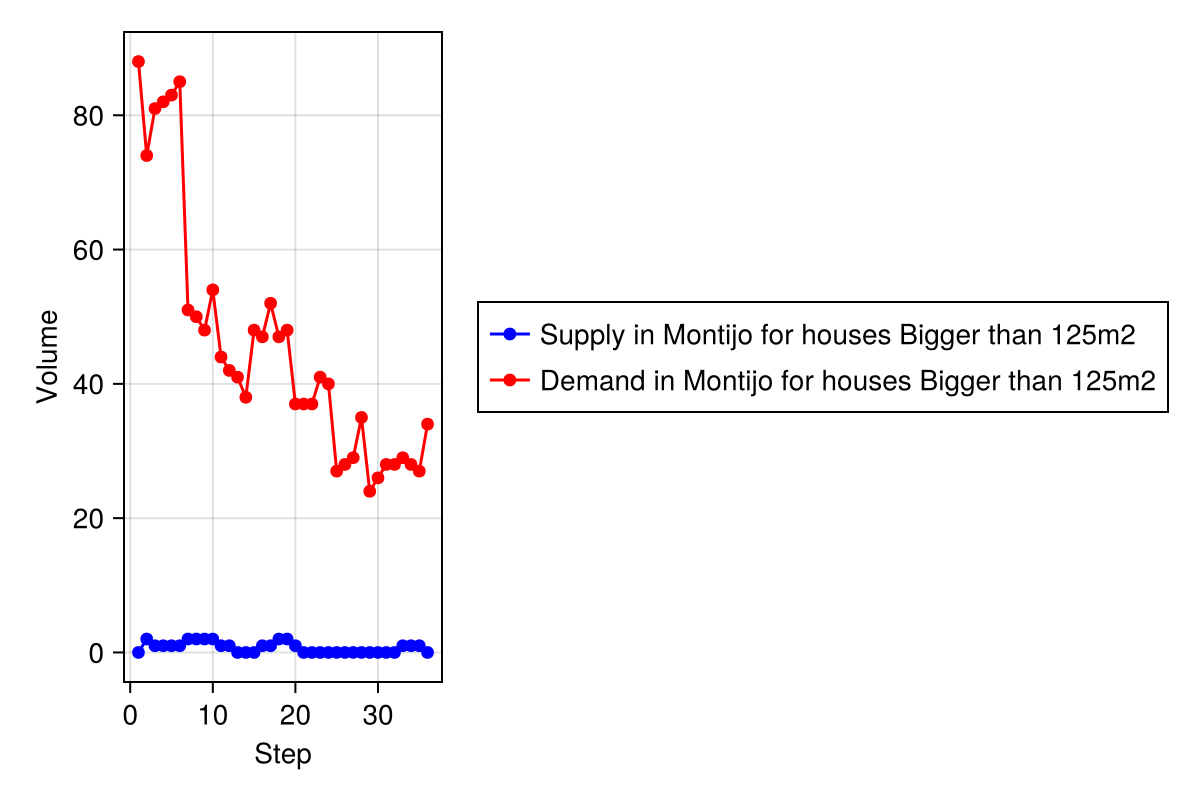 80
60
40
20
0
Volume
0 10 20 30
Step
Supply in Montijo for houses Bigger than 125m2
Demand in Montijo for houses Bigger than 125m2